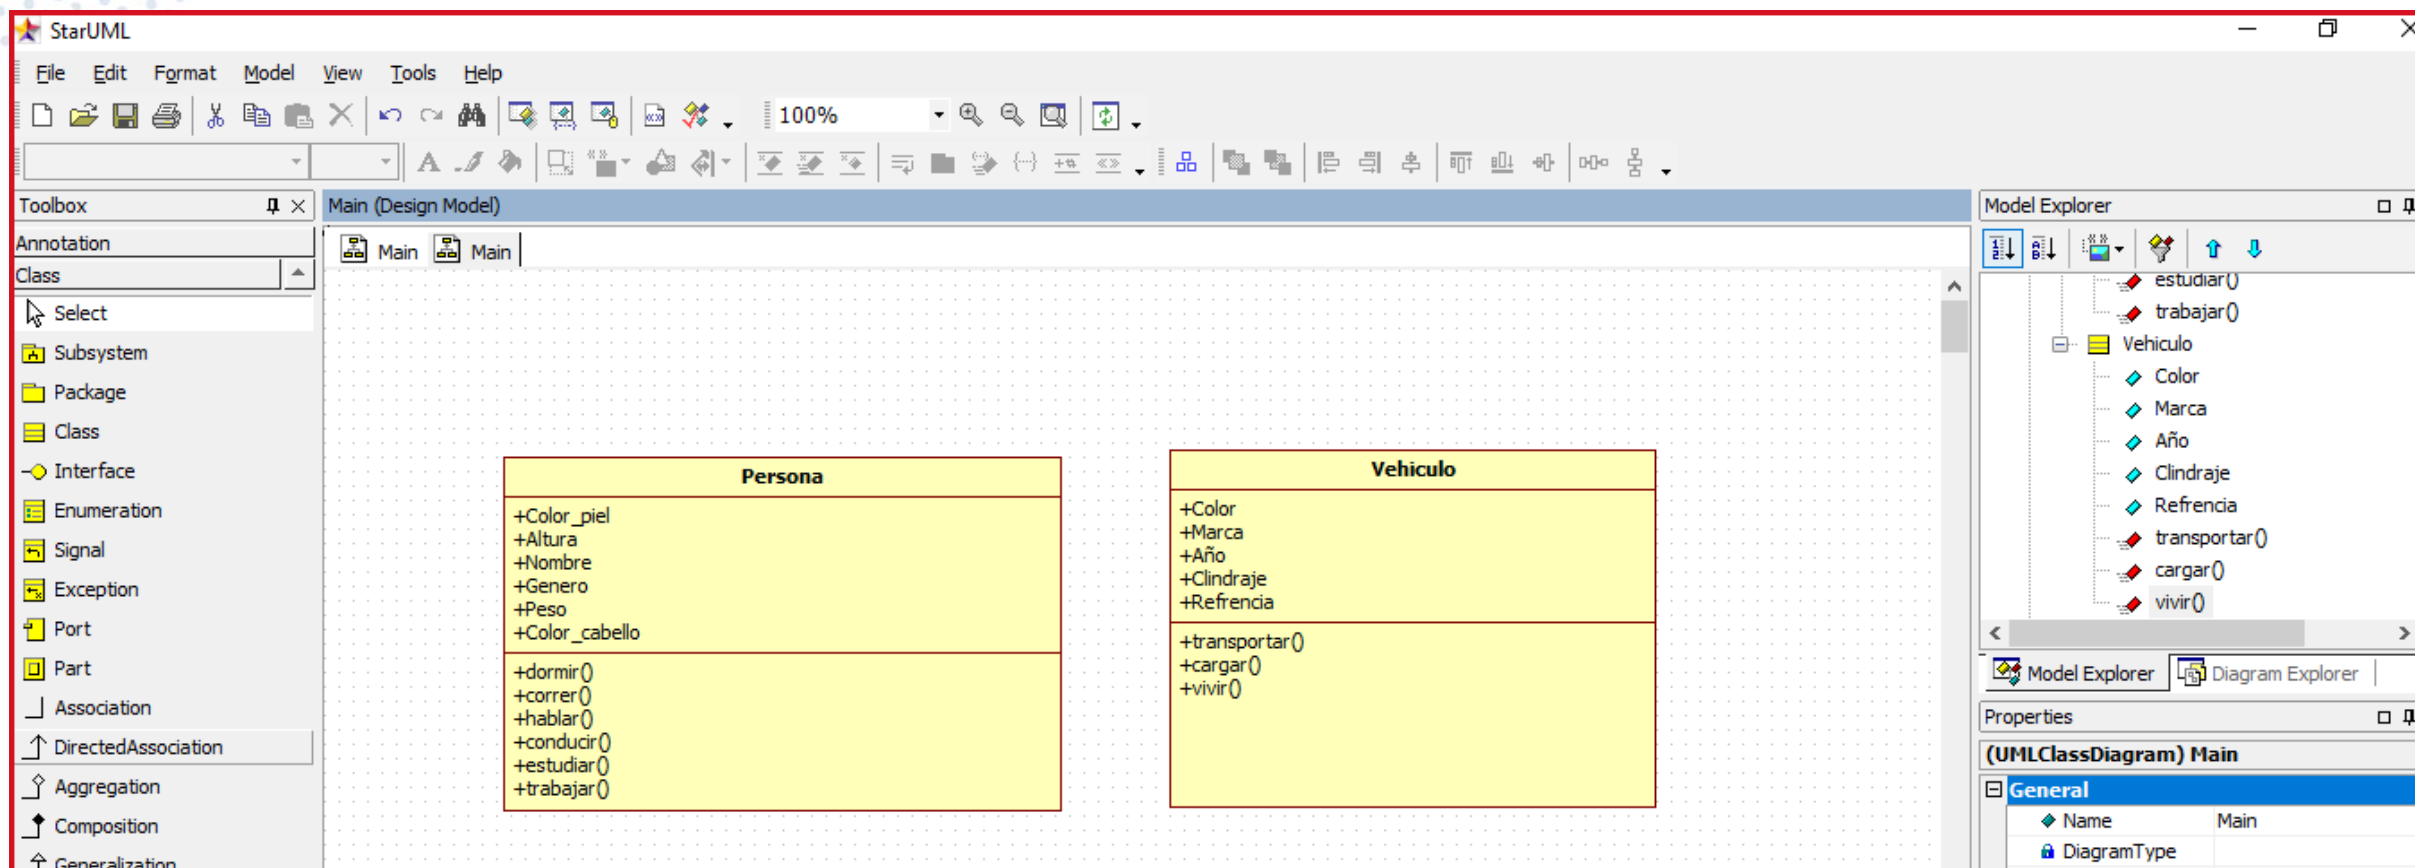 StarUML
File Edit Format Model View Tools Help
100%
Toolbox
Annotation
Class
Select
Subsystem
Package
Class
Interface
Enumeration
Signal
Exception
Port
Part
Association
DirectedAssociation
Aggregation
Composition
Generalization
Main (Design Model)
Main Main
Persona
+Color_piel
+Altura
+Nombre
+Genero
+Peso
+Color_cabello
+dormir()
+correr()
+hablar()
+conducir()
+estudiar()
+trabajar()
Vehiculo
+Color
+Marca
+Año
+Clindraje
+Refrencia
+transportar()
+cargar()
+vivir()
Model Explorer
estudiar()
trabajar()
Vehiculo
Color
Marca
Año
Clindraje
Refrencia
transportar()
cargar()
vivir()
Model Explorer Diagram Explorer
Properties
(UMLClassDiagram) Main
General
Name Main
DiagramType